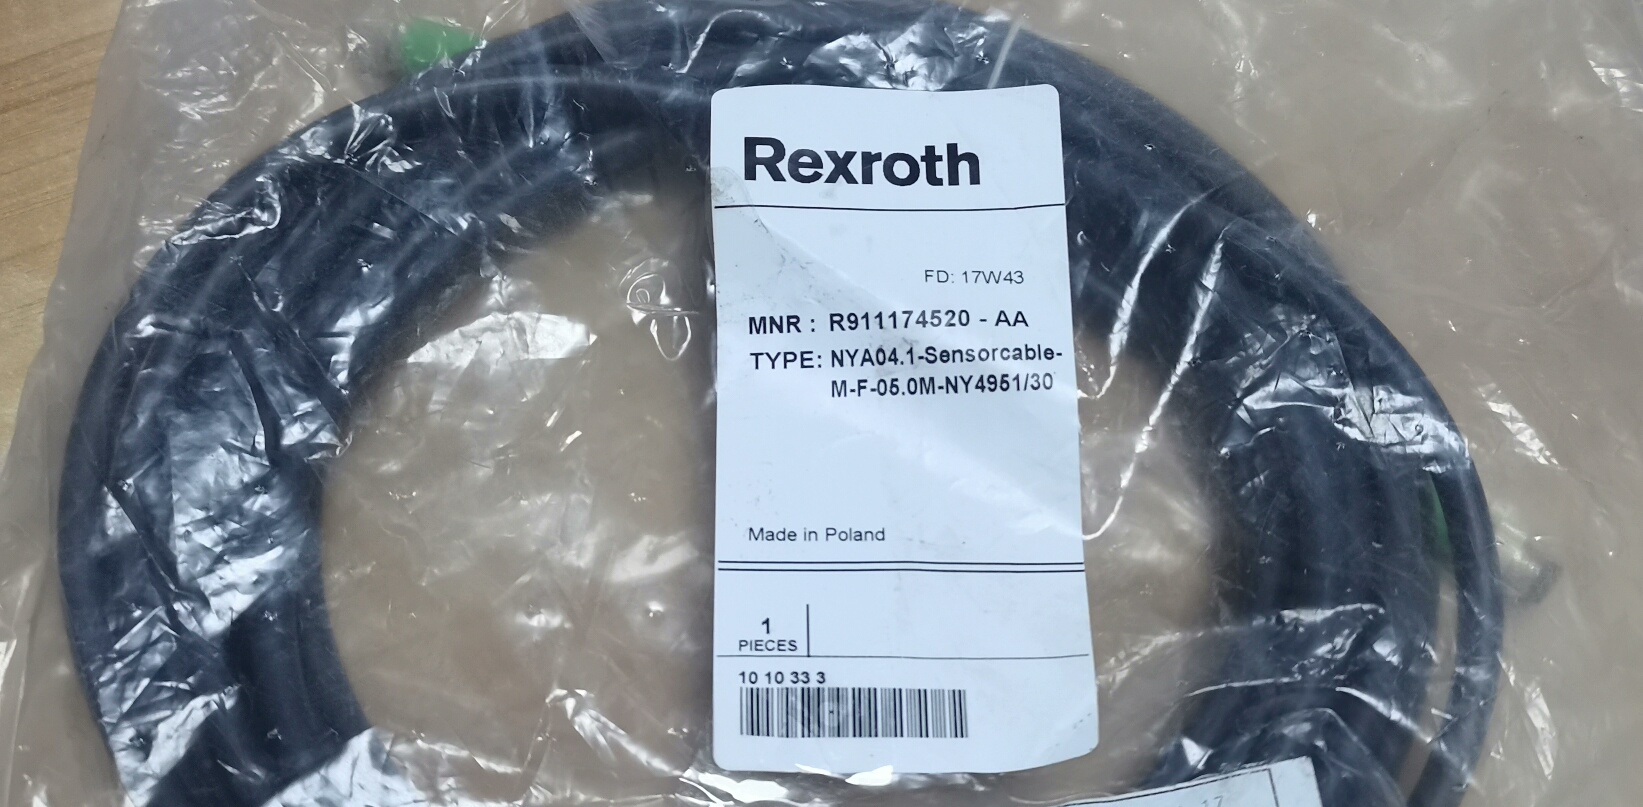 Rexroth
FD: 17W43
MNR : R911174520 - AA
TYPE: NYA04.1-Sensorcable-
M-F-05.0M-NY4951/30
Made in Poland
1
PIECES
10 10 33 3
17